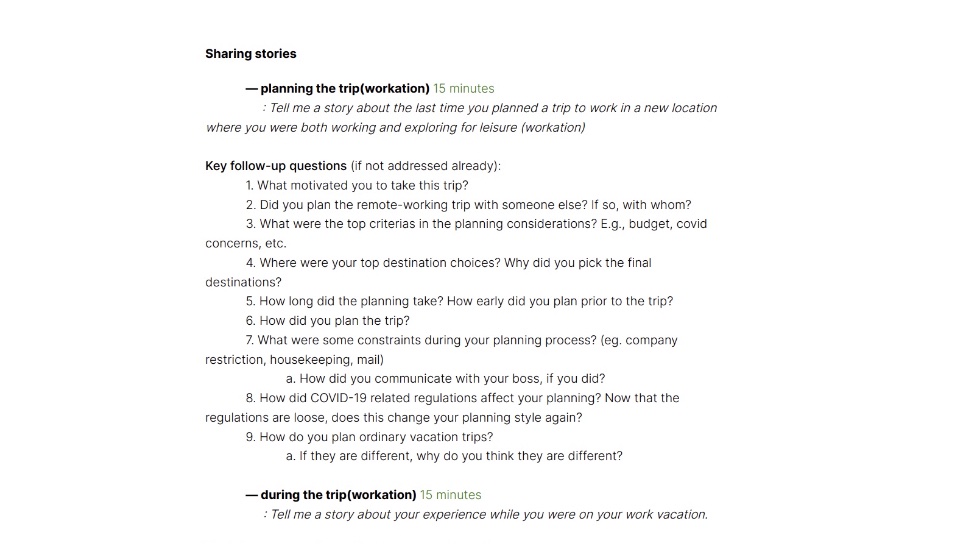 Sharing stories
— planning the trip(workation) 15 minutes
: Tell me a story about the last time you planned a trip to work in a new location
where you were both working and exploring for leisure (workation)
Key follow-up questions (if not addressed already):
1. What motivated you to take this trip?
2. Did you plan the remote-working trip with someone else? If so, with whom?
3. What were the top criterias in the planning considerations? E.g., budget, covid
concerns, etc.
4. Where were your top destination choices? Why did you pick the final
destinations?
5. How long did the planning take? How early did you plan prior to the trip?
6. How did you plan the trip?
7. What were some constraints during your planning process? (eg. company
restriction, housekeeping, mail)
a. How did you communicate with your boss, if you did?
8. How did COVID-19 related regulations affect your planning? Now that the
regulations are loose, does this change your planning style again?
9. How do you plan ordinary vacation trips?
a. If they are different, why do you think they are different?
— during the trip(workation) 15 minutes
: Tell me a story about your experience while you were on your work vacation.